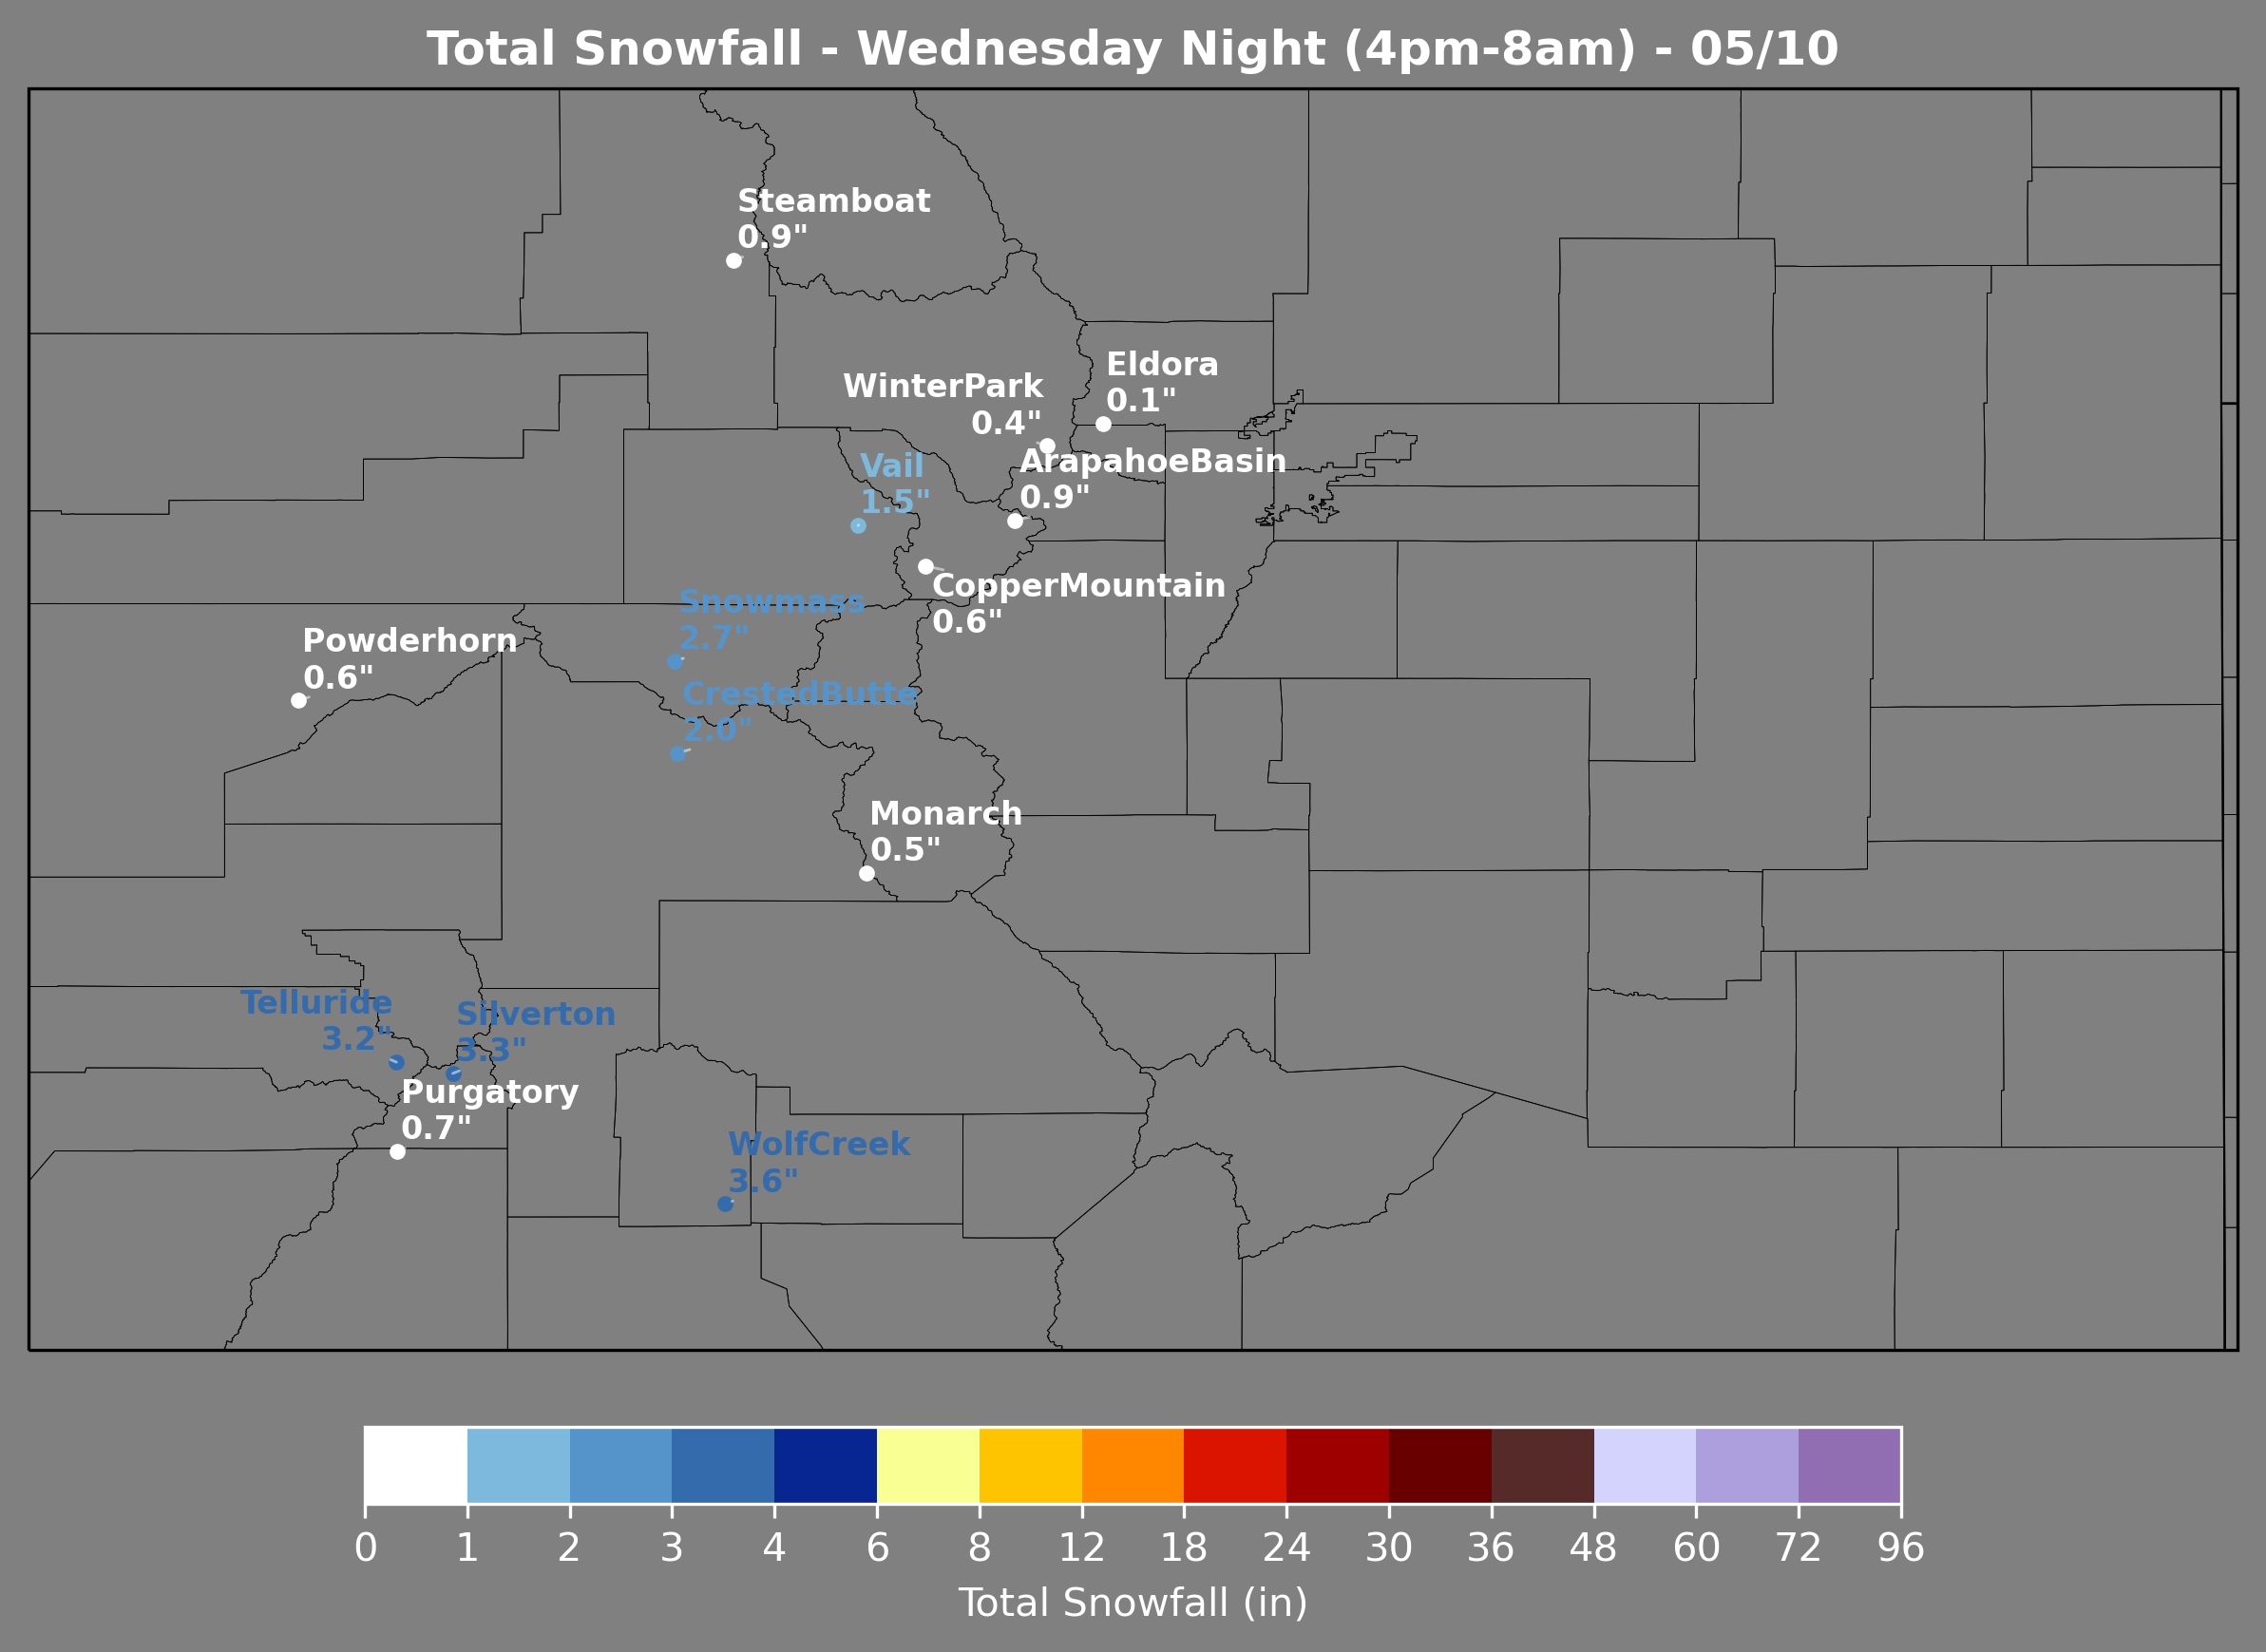 Total Snowfall - Wednesday Night (4pm-8am) - 05/10
Steamboat
0.9"
Eldora
0.1"
WinterPark
0.4"
ArapahoeBasin
0.9"
Vail
1.5"
CopperMountain
0.6"
Snowmass
2.7"
Powderhorn
0.6"
CrestedButte
2.0"
Monarch
0.5"
Telluride
3.2"
Silverton
3.3"
Purgatory
0.7"
WolfCreek
3.6"
0 1 2 3 4 6 8 12 18 24 30 36 48 60 72 96
Total Snowfall (in)